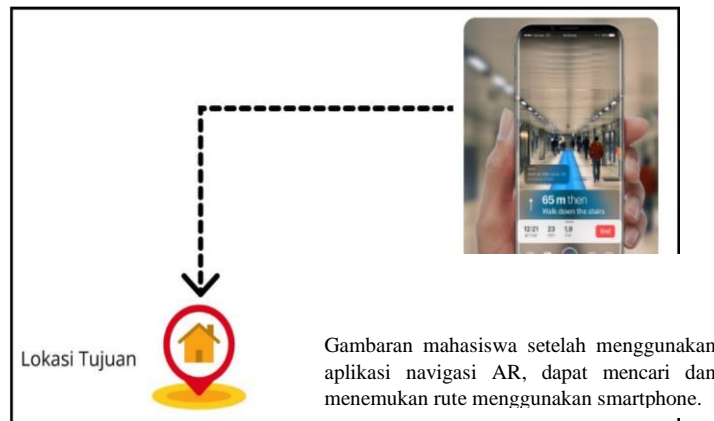 65 m then
Walk down the stairs
12:21 23 1,8
End
Lokasi Tujuan
Gambaran mahasiswa setelah menggunakan
aplikasi navigasi AR, dapat mencari dan
menemukan rute menggunakan smartphone.